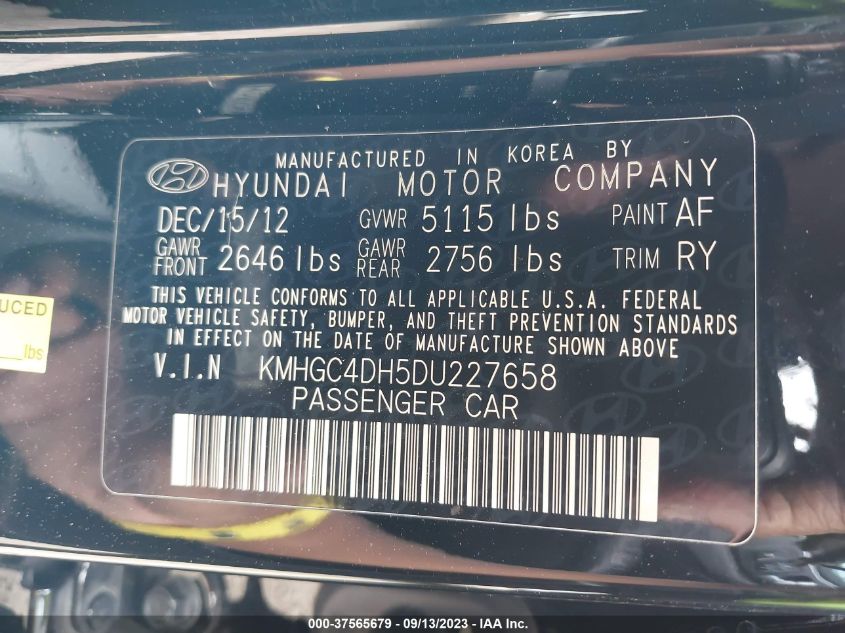 MANUFACTURED IN KOREA BY
HYUNDAI MOTOR COMPANY
DEC/15/12 GVWR 5115 lbs PAINT AF
GAWR FRONT 2646 lbs GAWR REAR 2756 lbs TRIM RY
THIS VEHICLE CONFORMS TO ALL APPLICABLE U.S.A. FEDERAL
MOTOR VEHICLE SAFETY, BUMPER, AND THEFT PREVENTION STANDARDS
IN EFFECT ON THE DATE OF MANUFACTURE SHOWN ABOVE.
V.I.N KMHGC4DH5DU227658
PASSENGER CAR
UCED
lbs
000-37565679 / 09/13/2023 - IAA Inc.